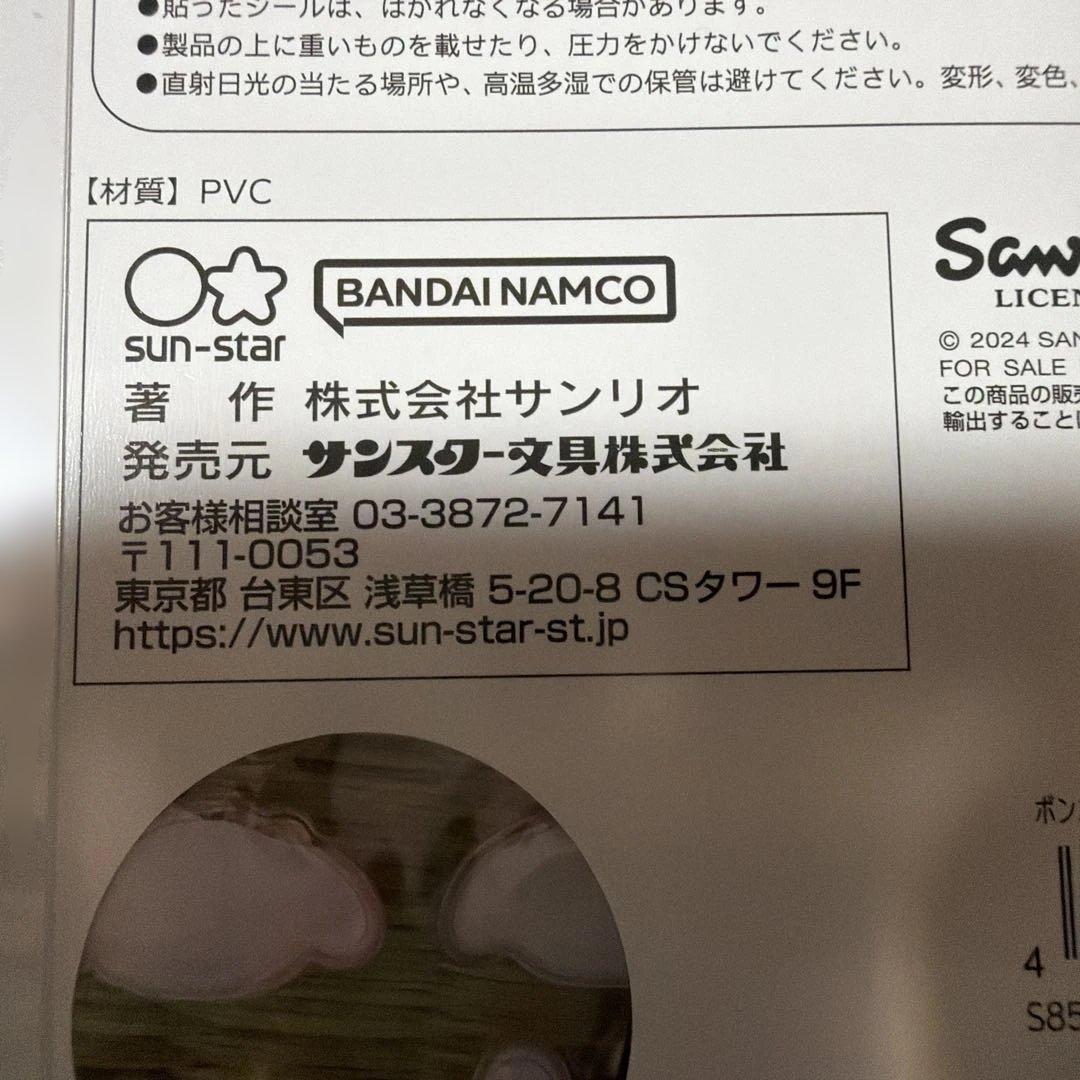 ●貼ったシールは、はがれなくなる場合があります。
●製品の上に重いものを載せたり、圧力をかけないでください。
●直射日光の当たる場所や、高温多湿での保管は避けてください。変形、変色、
【材質】PVC
sun-star
BANDAI NAMCO
著 作 株式会社サンリオ
発売元 サンスター文具株式会社
お客様相談室 03-3872-7141
〒111-0053
東京都 台東区 浅草橋 5-20-8 CSタワー 9F
https://www.sun-star-st.jp
© 2024 SAN
FOR SALE
この商品の販売
輸出することは
ボン
4
S85